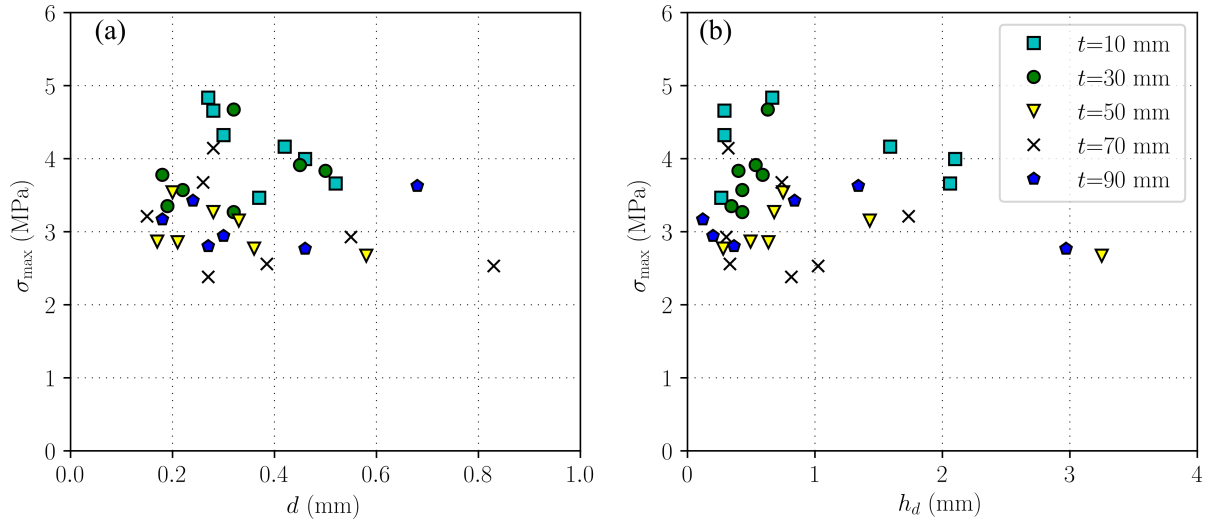 (a)
6
5
4
3
2
1
0
σmax (MPa)
0.0 0.2 0.4 0.6 0.8 1.0
d (mm)
(b)
6
5
4
3
2
1
0
σmax (MPa)
0 1 2 3 4
hd (mm)
t=10 mm
t=30 mm
t=50 mm
t=70 mm
t=90 mm